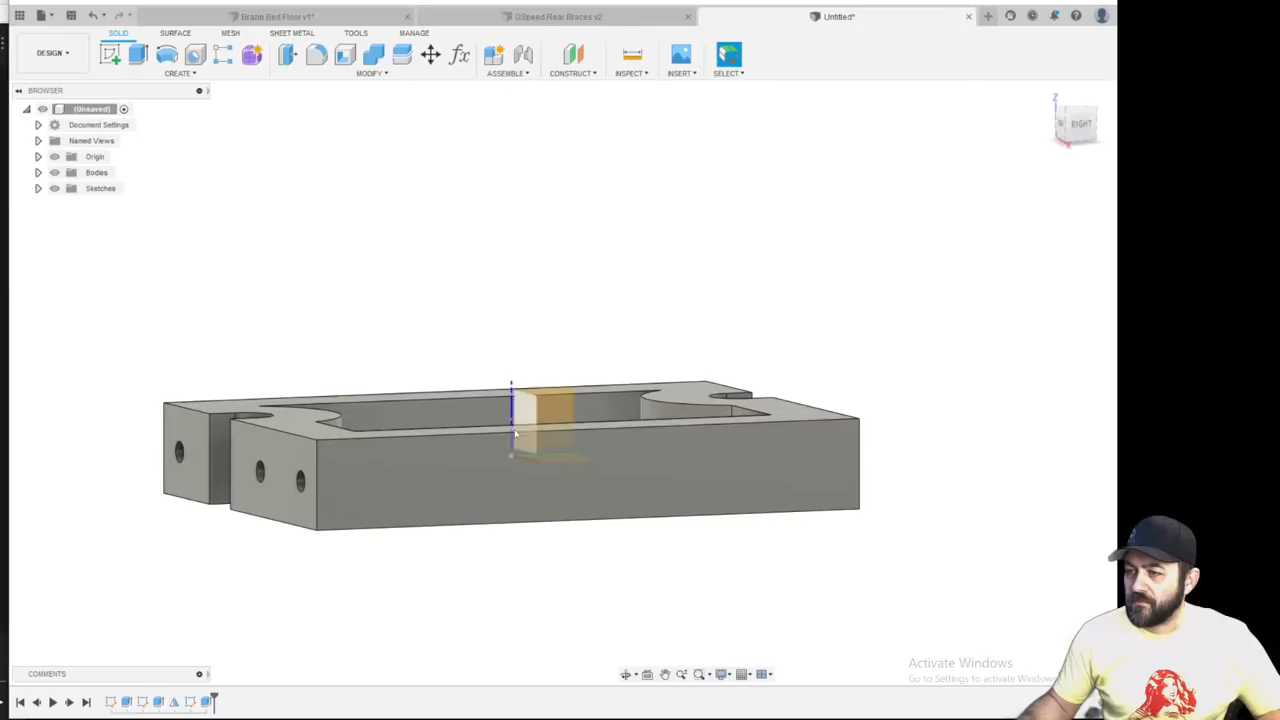 Brazin Bed Floor v1*
QSpeed Rear Braces v2
Untitled*
SOLID SURFACE MESH SHEET METAL TOOLS MANAGE
DESIGN
CREATE MODIFY ASSEMBLE CONSTRUCT INSPECT INSERT SELECT
BROWSER
(Unsaved)
Document Settings
Named Views
Origin
Bodies
Sketches
Z
RIGHT
X
Activate Windows
Go to Settings to activate Windows
COMMENTS